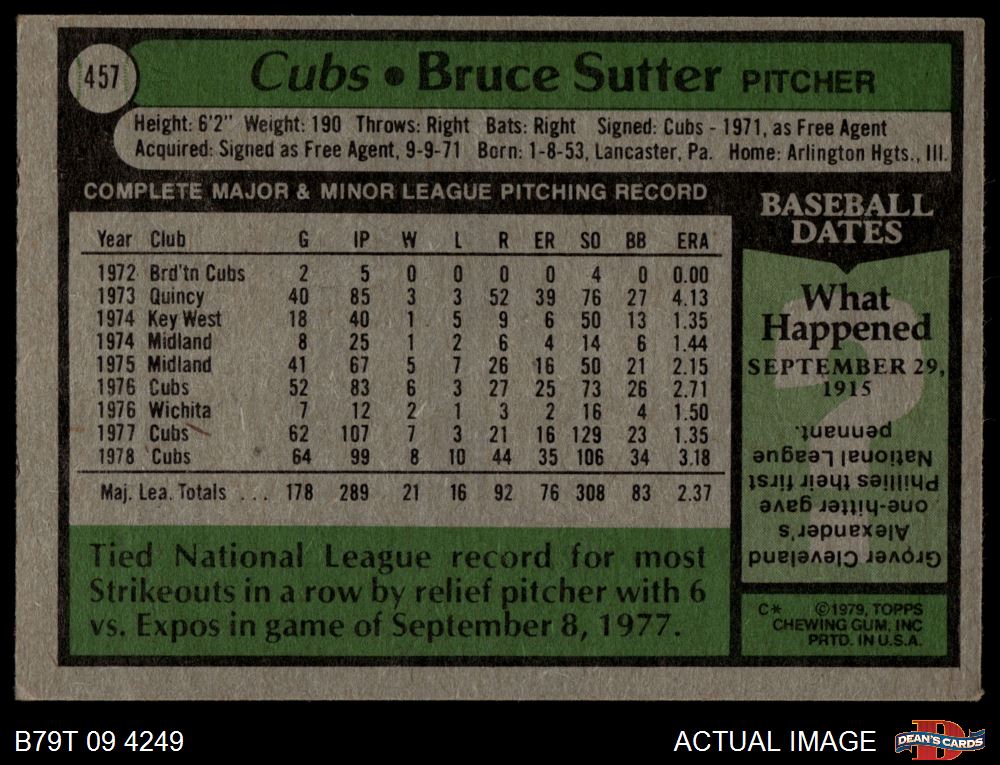 457
Cubs • Bruce Sutter PITCHER
Height: 6'2" Weight: 190 Throws: Right Bats: Right Signed: Cubs - 1971, as Free Agent
Acquired: Signed as Free Agent, 9-9-71 Born: 1-8-53, Lancaster, Pa. Home: Arlington Hgts., Ill.
COMPLETE MAJOR & MINOR LEAGUE PITCHING RECORD
Year Club G IP W L R ER SO BB ERA
1972 Brd'tn Cubs 2 5 0 0 0 0 4 0 0.00
1973 Quincy 40 85 3 3 52 39 76 27 4.13
1974 Key West 18 40 1 5 9 6 50 13 1.35
1974 Midland 8 25 1 2 6 4 14 6 1.44
1975 Midland 41 67 5 7 26 16 50 21 2.15
1976 Cubs 52 83 6 3 27 25 73 26 2.71
1976 Wichita 7 12 2 1 3 2 16 4 1.50
1977 Cubs 62 107 7 3 21 16 129 23 1.35
1978 Cubs 64 99 8 10 44 35 106 34 3.18
Maj. Lea. Totals ... 178 289 21 16 92 76 308 83 2.37
Tied National League record for most
Strikeouts in a row by relief pitcher with 6
vs. Expos in game of September 8, 1977.
BASEBALL
DATES
What
Happened
SEPTEMBER 29,
1915
Grover Cleveland
Alexander's
one-hitter gave
Phillies their first
National League
pennant.
C* ©1979, TOPPS
CHEWING GUM, INC
PRTD. IN U.S.A.
B79T 09 4249
ACTUAL IMAGE
DEAN'S CARDS